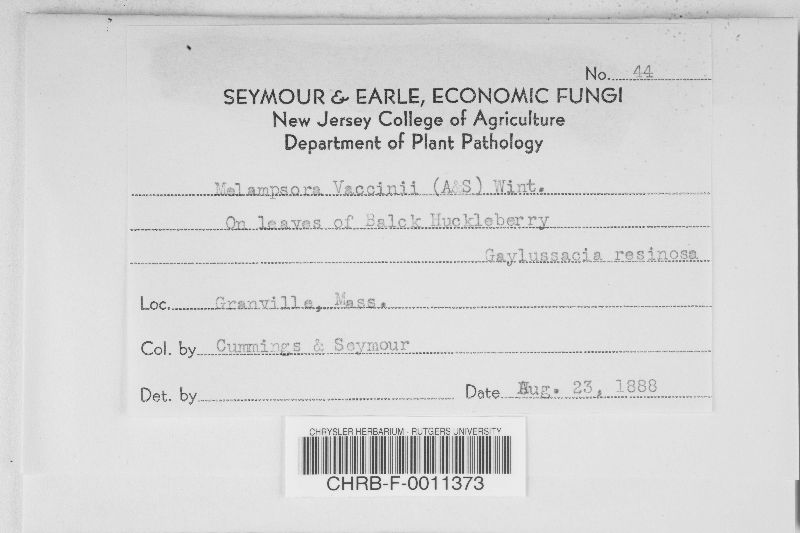 No. 44
SEYMOUR & EARLE, ECONOMIC FUNGI
New Jersey College of Agriculture
Department of Plant Pathology
Melampsora Vaccinii (A&S) Wint.
On leaves of Balck Huckleberry
Gaylussacia resinosa
Loc. Granville, Mass.
Col. by Cummings & Seymour
Det. by
Date Aug. 23, 1888
CHRYSLER HERBARIUM - RUTGERS UNIVERSITY
CHRB-F-0011373